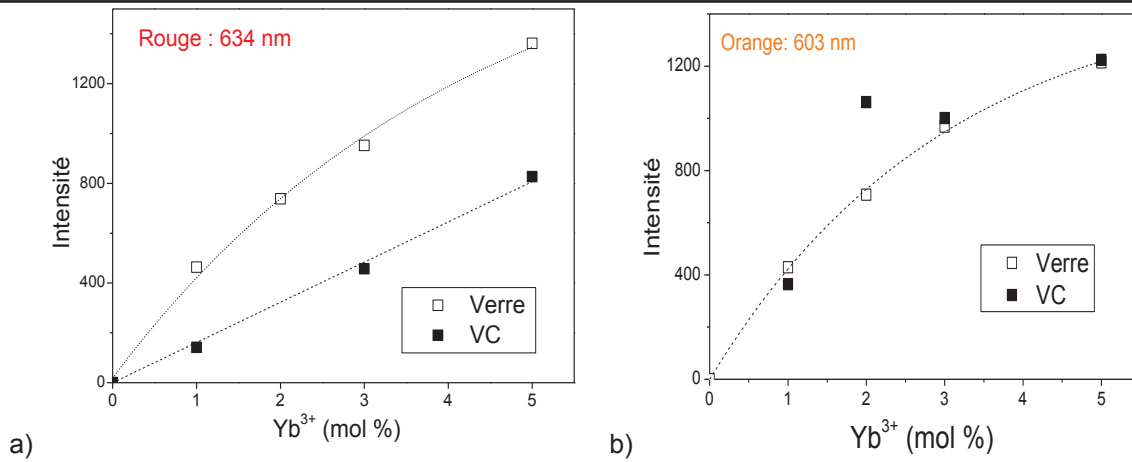 Rouge : 634 nm
1200
800
400
0
Intensité
Verre
VC
0 1 2 3 4 5
Yb³⁺ (mol %)
a)
Orange: 603 nm
1200
800
400
0
Intensité
Verre
VC
0 1 2 3 4 5
Yb³⁺ (mol %)
b)